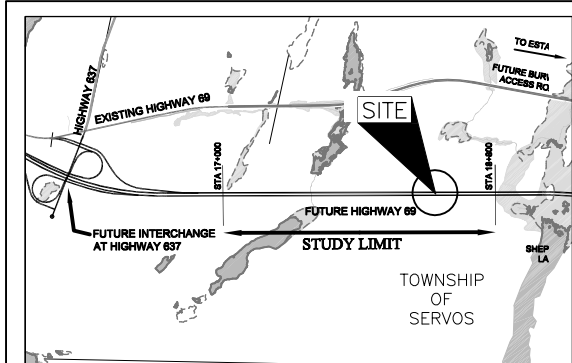 TO ESTA
FUTURE BURI
ACCESS RO
HIGHWAY 637
EXISTING HIGHWAY 69
SITE
STA 17+000
STA 18+800
FUTURE HIGHWAY 69
FUTURE INTERCHANGE
AT HIGHWAY 637
STUDY LIMIT
SHEP
LA
TOWNSHIP
OF
SERVOS